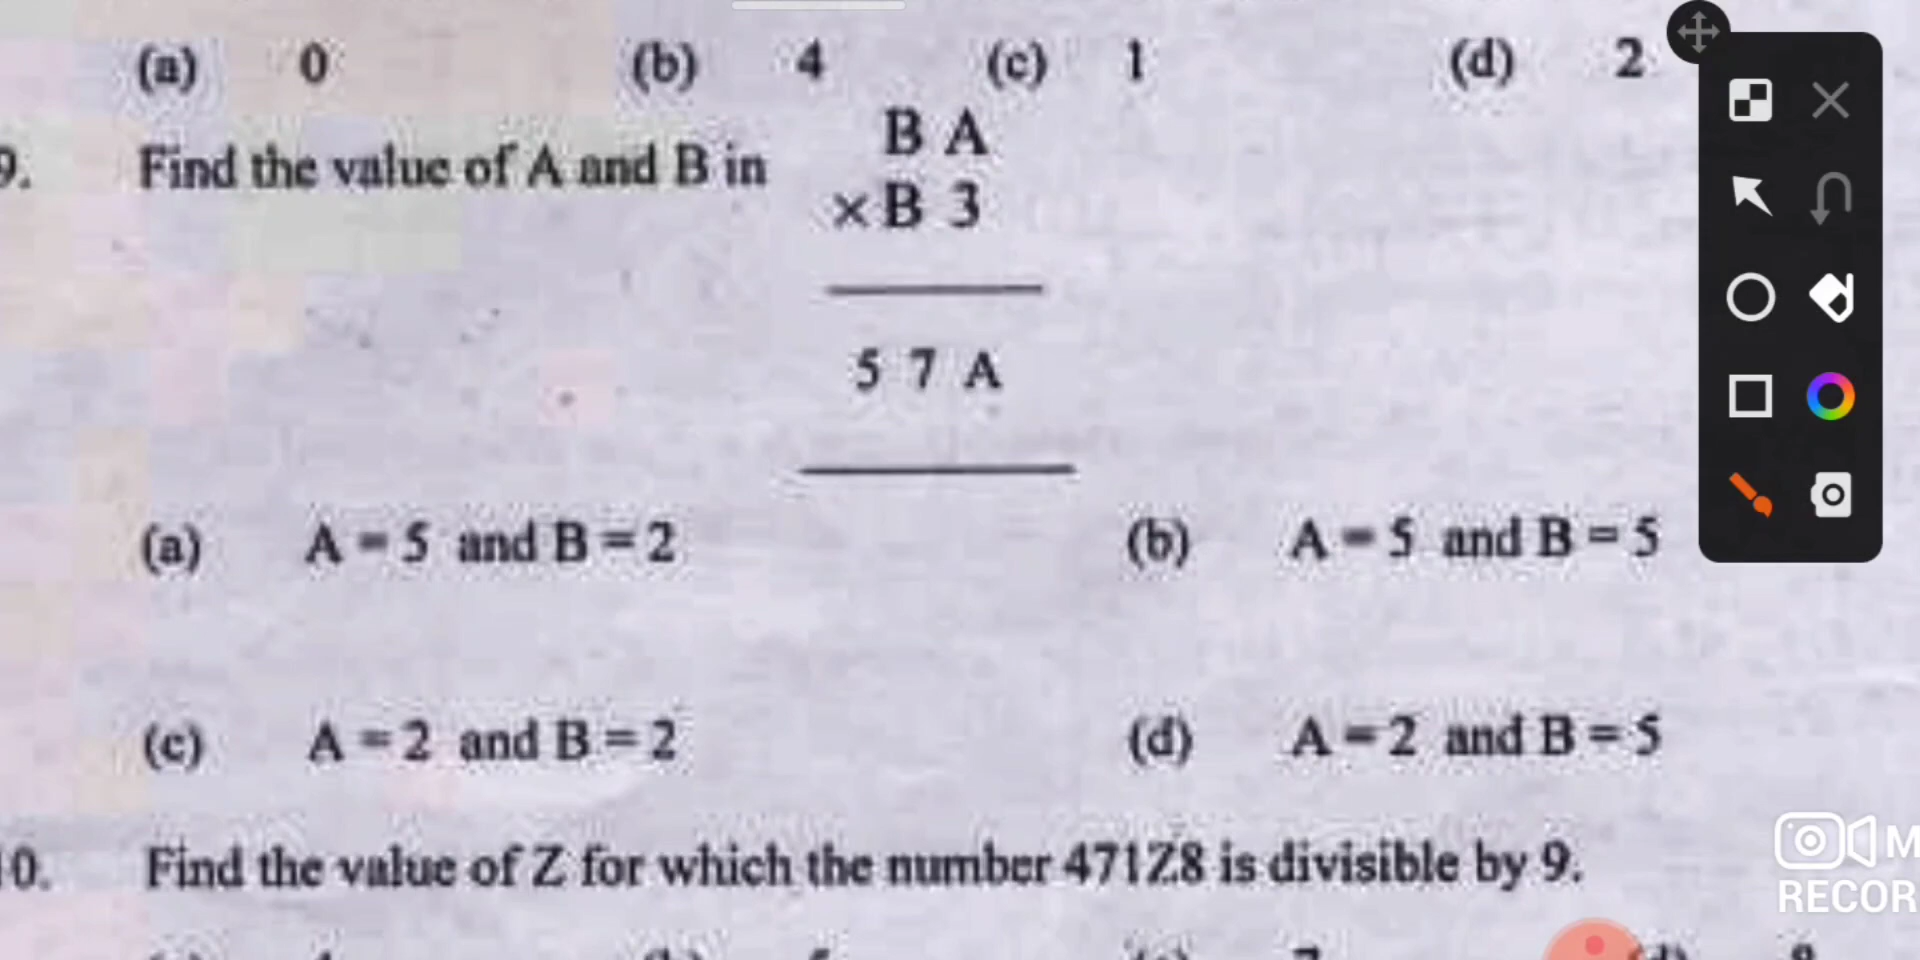 (a) 0 (b) 4 (c) 1 (d) 2
9. Find the value of A and B in
B A
× B 3
5 7 A
(a) A = 5 and B = 2 (b) A = 5 and B = 5
(c) A = 2 and B = 2 (d) A = 2 and B = 5
10. Find the value of Z for which the number 471Z8 is divisible by 9.
M
RECOR